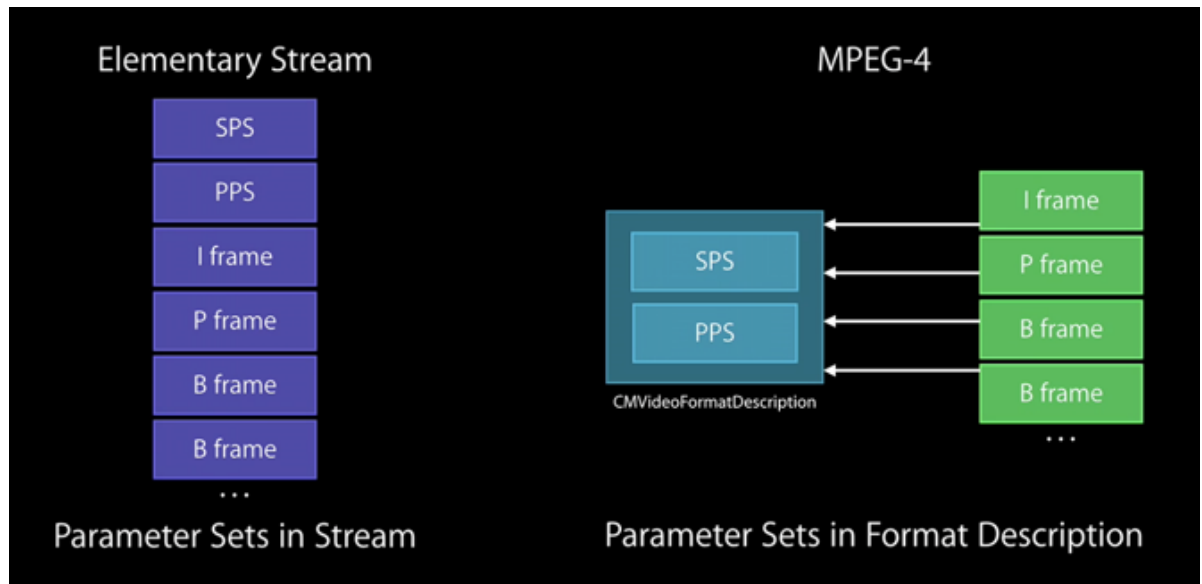 Elementary Stream
SPS
PPS
I frame
P frame
B frame
B frame
...
Parameter Sets in Stream
MPEG-4
SPS
PPS
CMVideoFormatDescription
I frame
P frame
B frame
B frame
...
Parameter Sets in Format Description